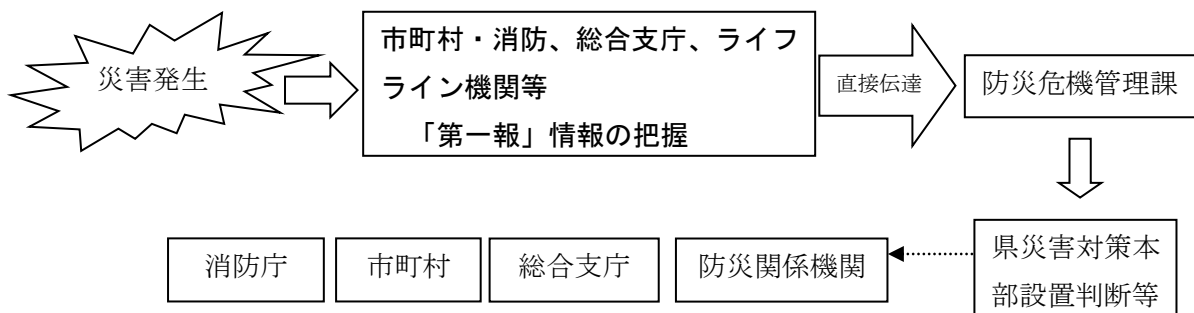 災害発生
市町村・消防、総合支庁、ライフ
ライン機関等
「第一報」情報の把握
直接伝達
防災危機管理課
消防庁
市町村
総合支庁
防災関係機関
県災害対策本
部設置判断等